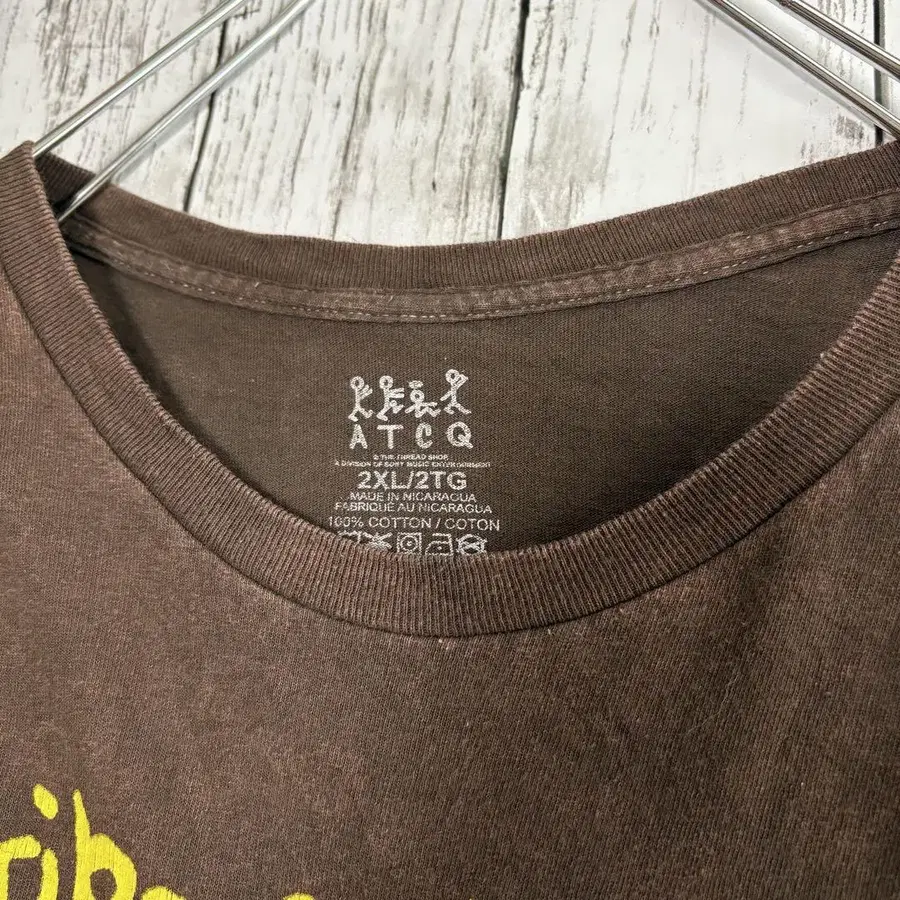 A T C Q
© THE THREAD SHOP
A DIVISION OF SONY MUSIC ENTERTAINMENT
2XL/2TG
MADE IN NICARAGUA
FABRIQUÉ AU NICARAGUA
100% COTTON / COTON
ribe